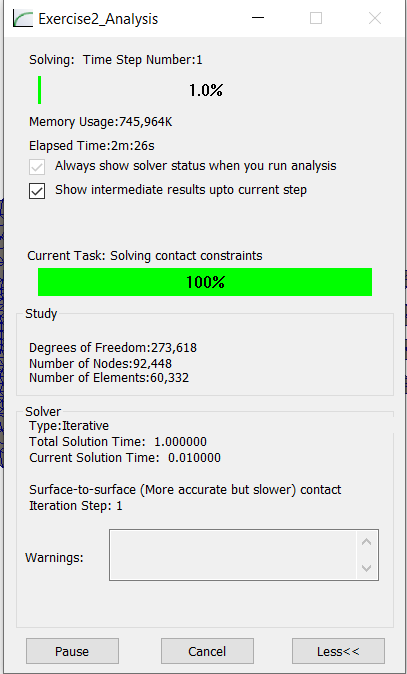 Exercise2_Analysis
Solving: Time Step Number:1
1.0%
Memory Usage:745,964K
Elapsed Time:2m:26s
Always show solver status when you run analysis
Show intermediate results upto current step
Current Task: Solving contact constraints
100%
Study
Degrees of Freedom:273,618
Number of Nodes:92,448
Number of Elements:60,332
Solver
Type:Iterative
Total Solution Time: 1.000000
Current Solution Time: 0.010000
Surface-to-surface (More accurate but slower) contact
Iteration Step: 1
Warnings:
Pause Cancel Less<<